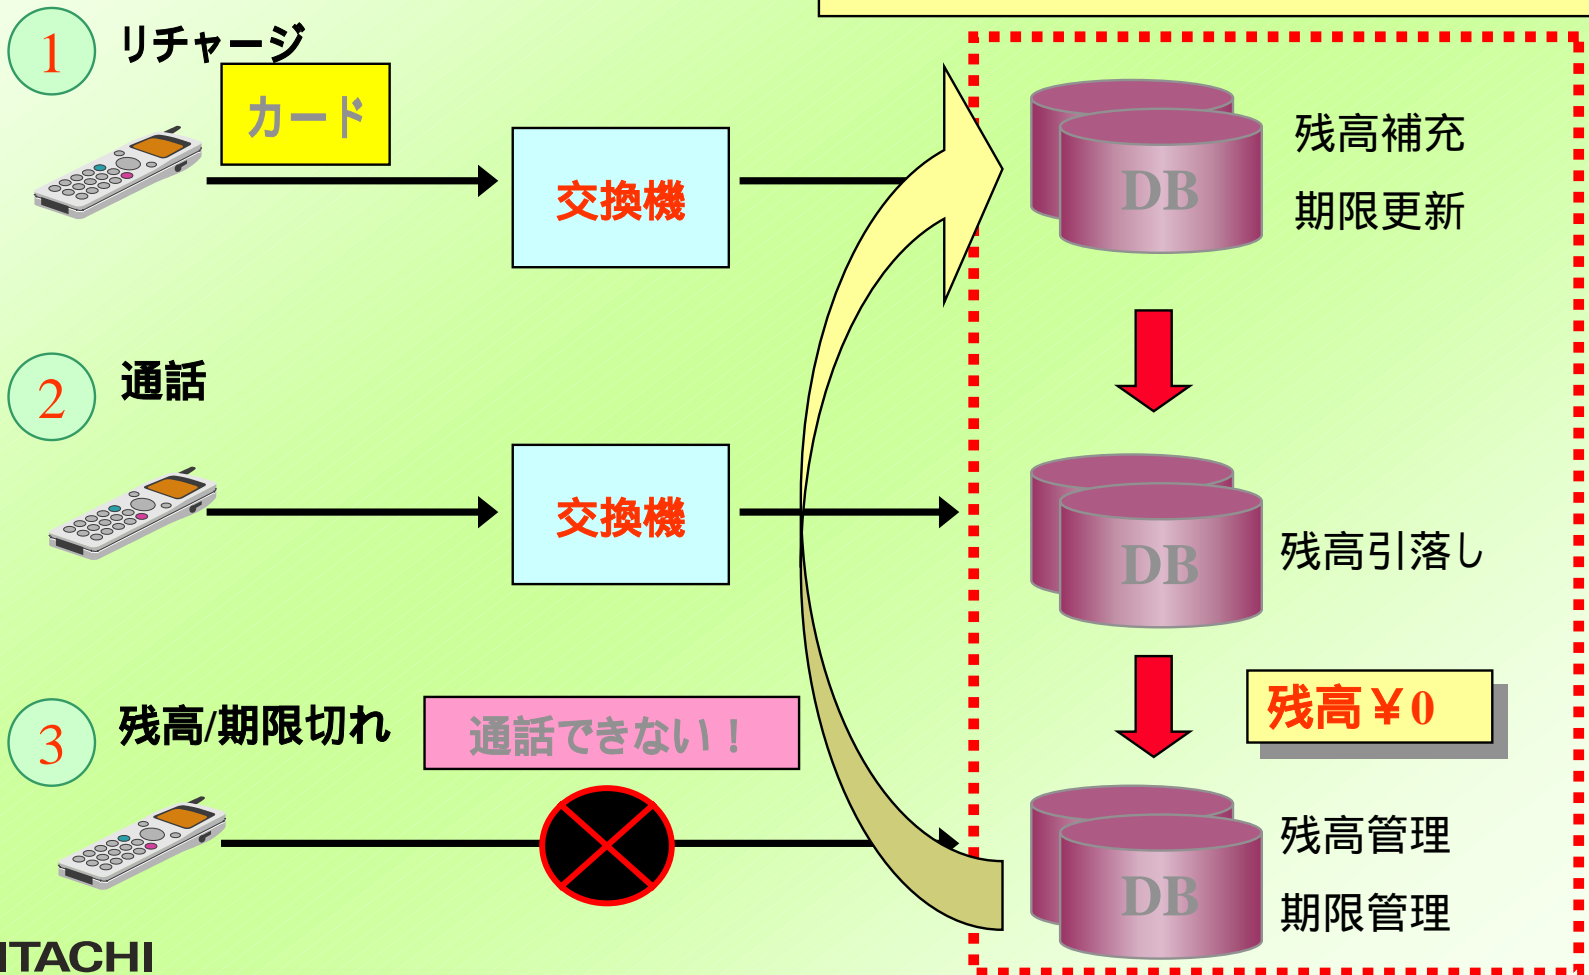 1
リチャージ
カード
交換機
DB
残高補充
期限更新
2
通話
交換機
DB
残高引落し
残高￥0
3
残高/期限切れ
通話できない！
DB
残高管理
期限管理
ITACHI